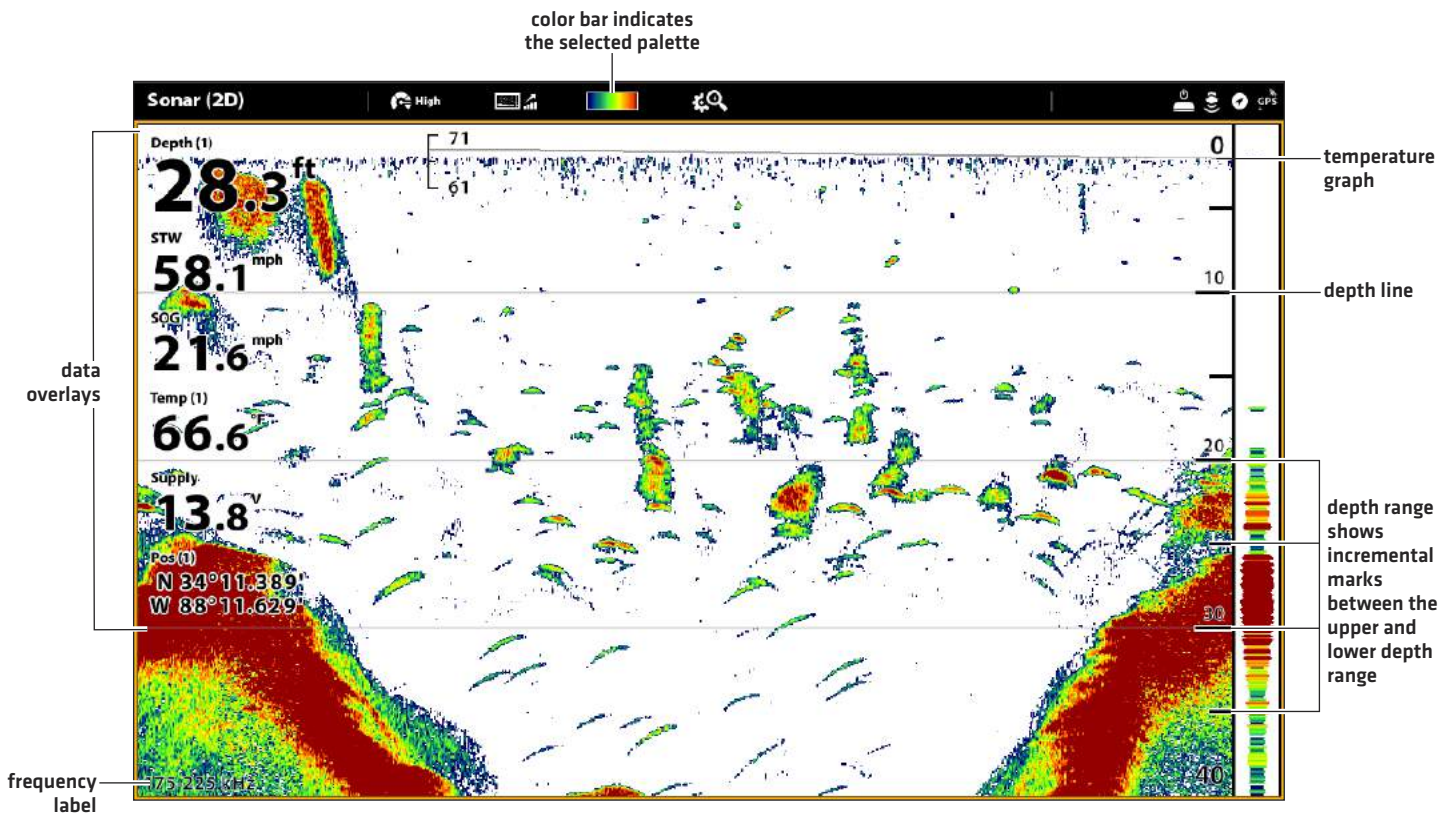 color bar indicates
the selected palette
Sonar (2D)
High
GPS
Depth (1)
28.3 ft
STW
58.1 mph
SOG
21.6 mph
Temp (1)
66.6 °F
Supply
13.8 V
Pos (1)
N 34°11.389'
W 88°11.629'
75 225 kHz
71
61
0
10
20
30
40
data
overlays
frequency
label
temperature
graph
depth line
depth range
shows
incremental
marks
between the
upper and
lower depth
range